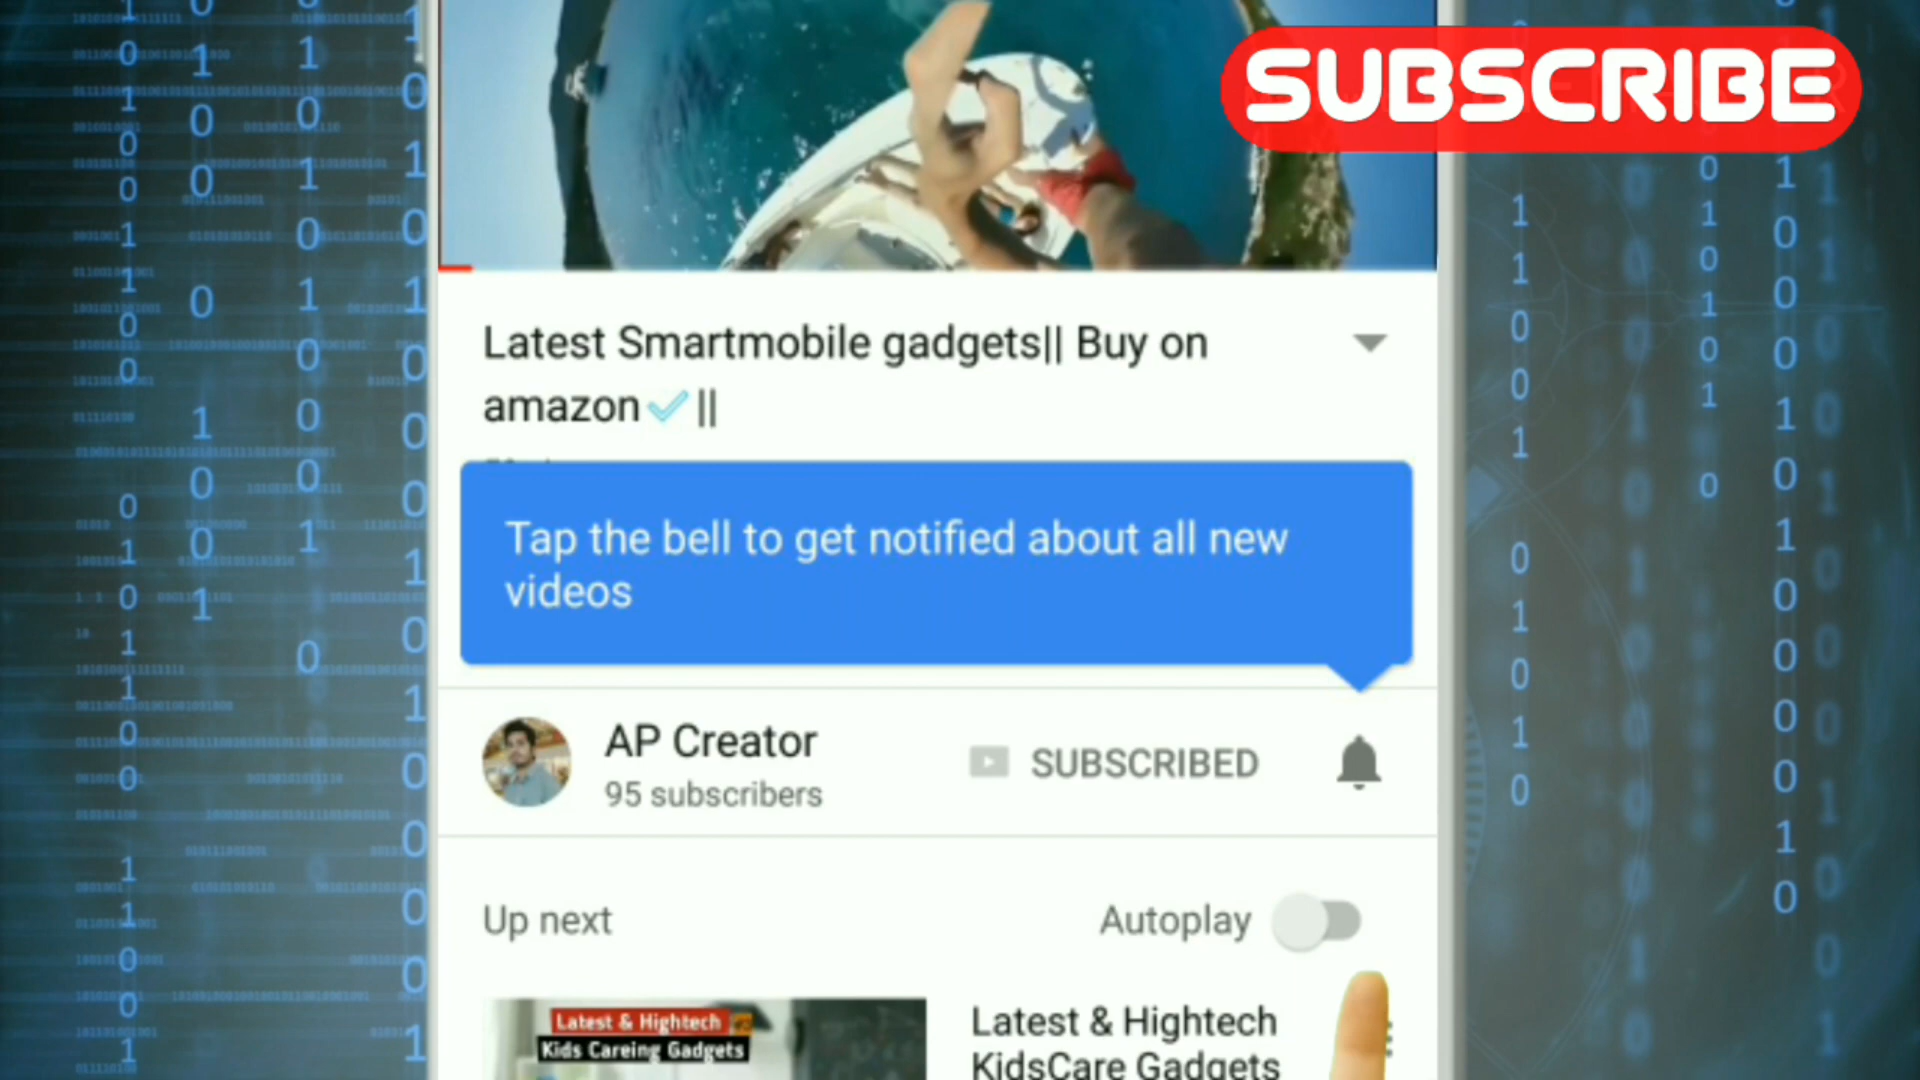 SUBSCRIBE
Latest Smartmobile gadgets|| Buy on
amazon✔||
Tap the bell to get notified about all new
videos
AP Creator
SUBSCRIBED
95 subscribers
Up next
Autoplay
Latest & Hightech
Kids Careing Gadgets
Latest & Hightech
KidsCare Gadgets